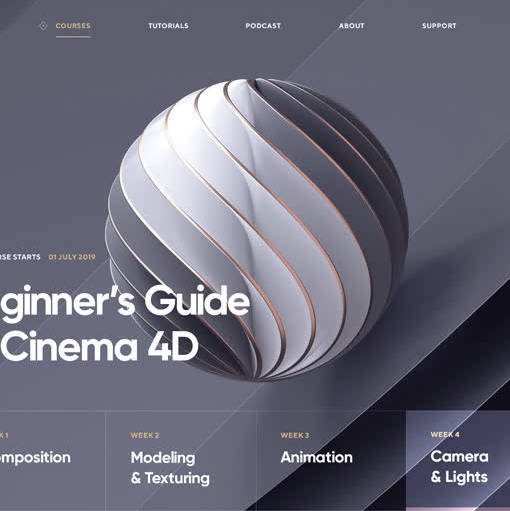 COURSES
TUTORIALS
PODCAST
ABOUT
SUPPORT
RSE STARTS 01 JULY 2019
ginner's Guide
Cinema 4D
K 1
mposition
WEEK 2
Modeling
& Texturing
WEEK 3
Animation
WEEK 4
Camera
& Lights